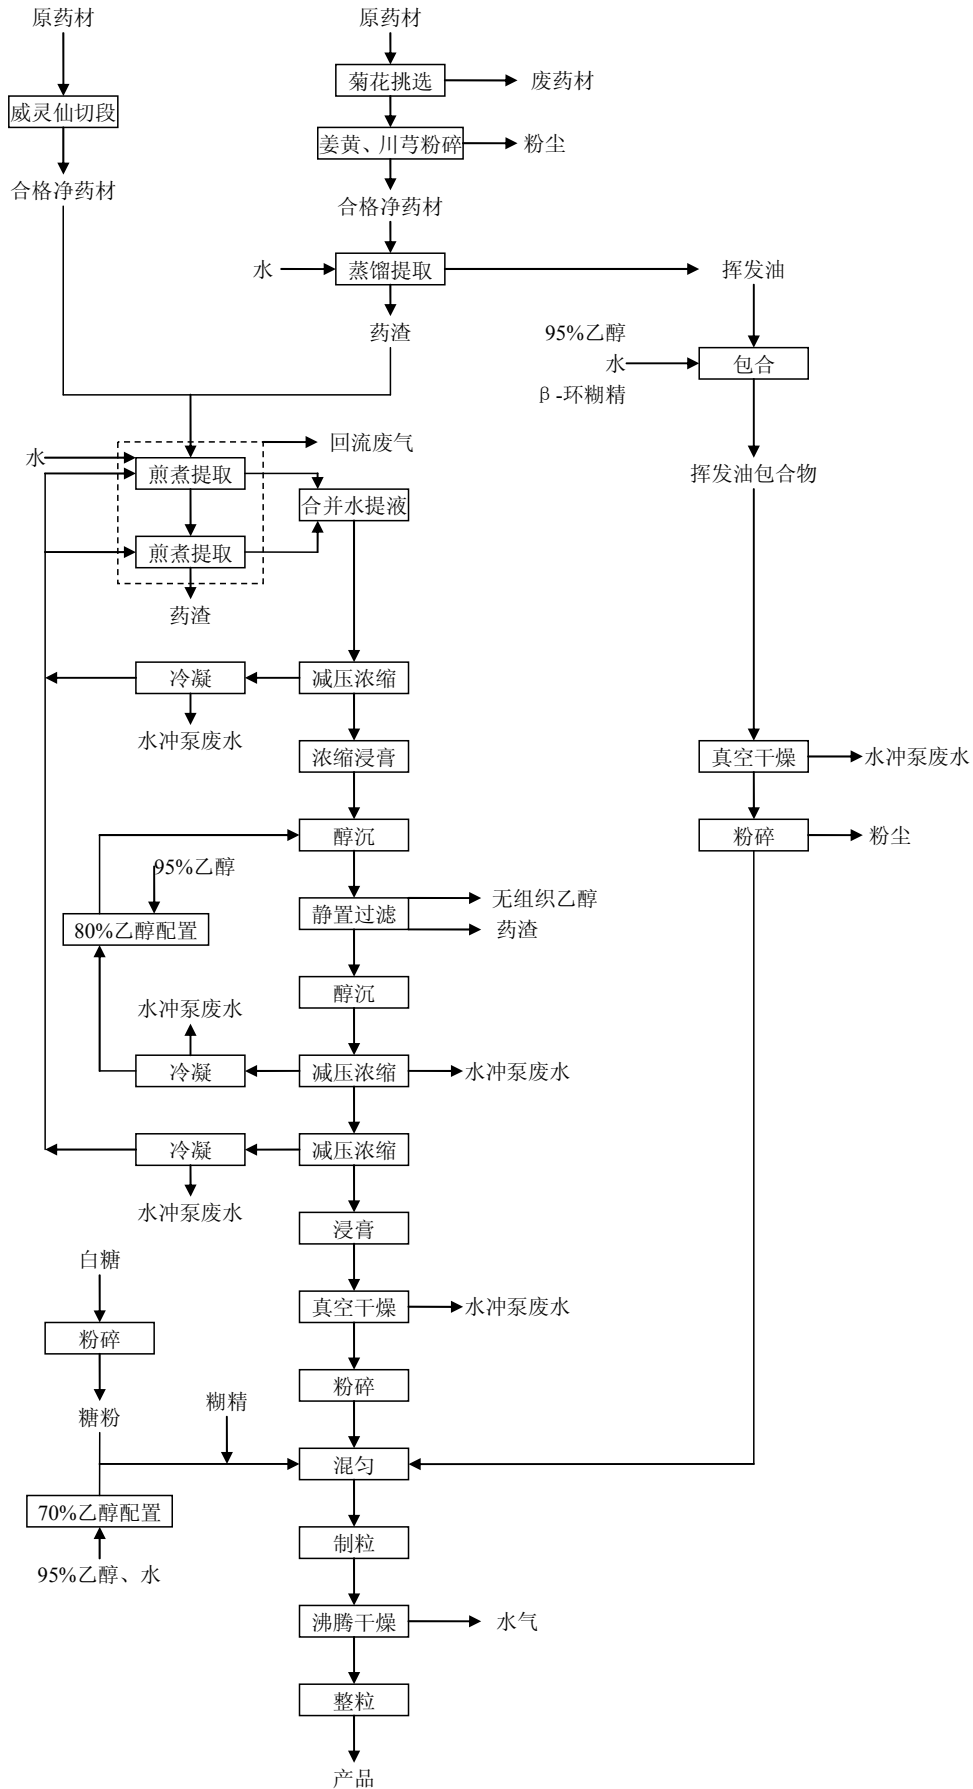 原药材
原药材
菊花挑选
废药材
威灵仙切段
姜黄、川芎粉碎
粉尘
合格净药材
合格净药材
水
蒸馏提取
挥发油
药渣
95%乙醇
水
包合
β-环糊精
回流废气
水
煎煮提取
挥发油包合物
合并水提液
煎煮提取
药渣
冷凝
减压浓缩
水冲泵废水
浓缩浸膏
真空干燥
水冲泵废水
醇沉
粉碎
粉尘
95%乙醇
无组织乙醇
静置过滤
80%乙醇配置
药渣
醇沉
水冲泵废水
冷凝
减压浓缩
水冲泵废水
冷凝
减压浓缩
水冲泵废水
浸膏
白糖
真空干燥
水冲泵废水
粉碎
粉碎
糊精
糖粉
混匀
70%乙醇配置
制粒
95%乙醇、水
沸腾干燥
水气
整粒
产品